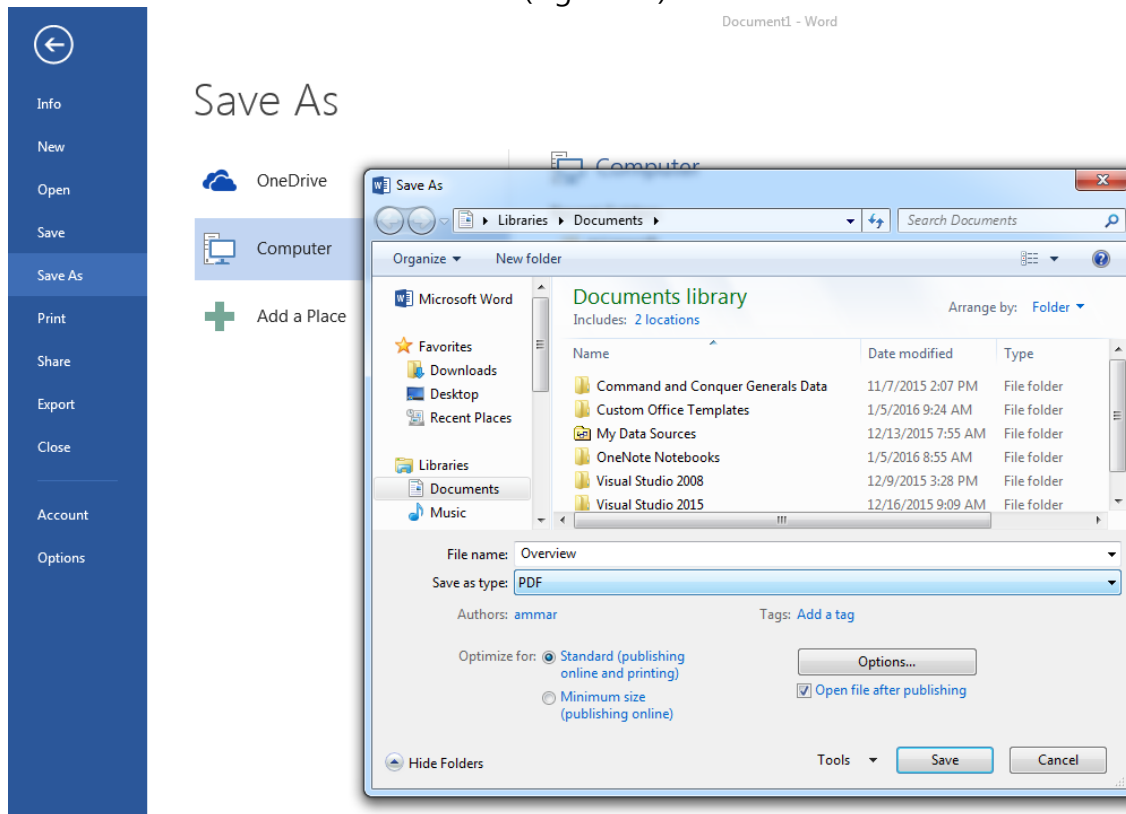 Document1 - Word
Info
New
Open
Save
Save As
Print
Share
Export
Close
Account
Options
Save As
OneDrive
Computer
Add a Place
Computer
Save As
Libraries Documents
Search Documents
Organize
New folder
Microsoft Word
Favorites
Downloads
Desktop
Recent Places
Libraries
Documents
Music
Documents library
Includes: 2 locations
Arrange by: Folder
Name Date modified Type
Command and Conquer Generals Data 11/7/2015 2:07 PM File folder
Custom Office Templates 1/5/2016 9:24 AM File folder
My Data Sources 12/13/2015 7:55 AM File folder
OneNote Notebooks 1/5/2016 8:55 AM File folder
Visual Studio 2008 12/9/2015 3:28 PM File folder
Visual Studio 2015 12/16/2015 9:09 AM File folder
File name: Overview
Save as type: PDF
Authors: ammar
Tags: Add a tag
Optimize for: Standard (publishing
online and printing)
Minimum size
(publishing online)
Options...
Open file after publishing
Hide Folders
Tools
Save
Cancel